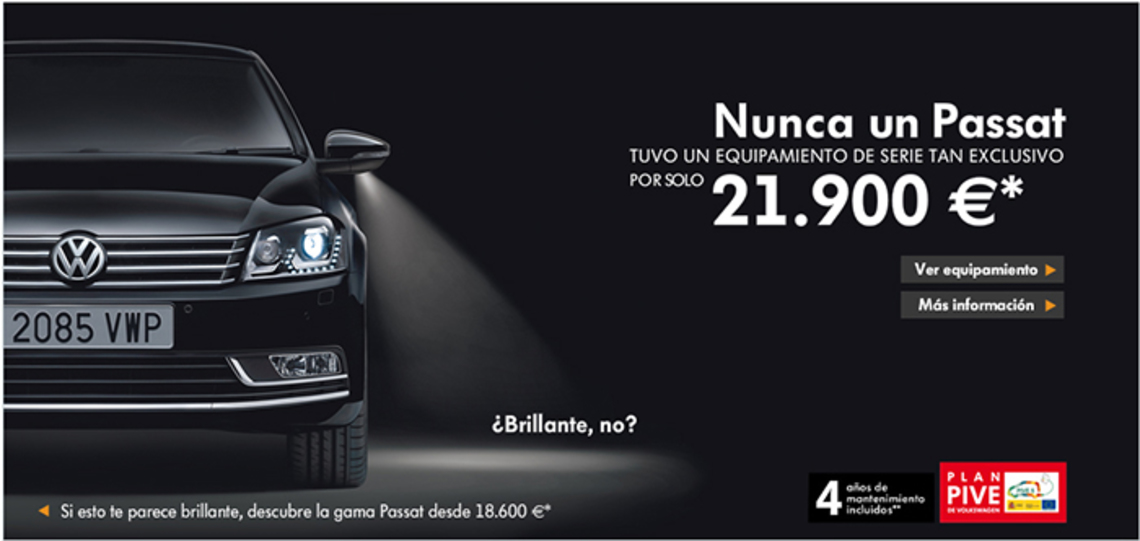 Nunca un Passat
TUVO UN EQUIPAMIENTO DE SERIE TAN EXCLUSIVO
POR SOLO 21.900 €*
Ver equipamiento
Más información
2085 VWP
¿Brillante, no?
Si esto te parece brillante, descubre la gama Passat desde 18.600 €*
4 años de
mantenimiento
incluidos**
PLAN
PIVE
DE VOLKSWAGEN